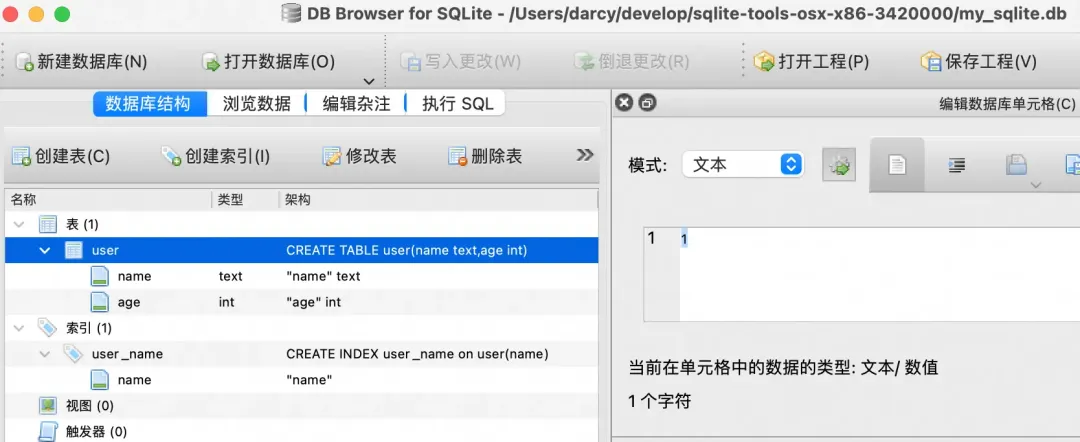 DB Browser for SQLite - /Users/darcy/develop/sqlite-tools-osx-x86-3420000/my_sqlite.db
新建数据库(N) 打开数据库(O) 写入更改(W) 倒退更改(R) 打开工程(P) 保存工程(V)
数据库结构 浏览数据 编辑杂注 执行 SQL
编辑数据库单元格(C)
创建表(C) 创建索引(I) 修改表 删除表
模式: 文本
名称 类型 架构
表 (1)
user CREATE TABLE user(name text,age int)
name text "name" text
age int "age" int
索引 (1)
user_name CREATE INDEX user_name on user(name)
name "name"
视图 (0)
触发器 (0)
1 1
当前在单元格中的数据的类型: 文本/ 数值
1 个字符